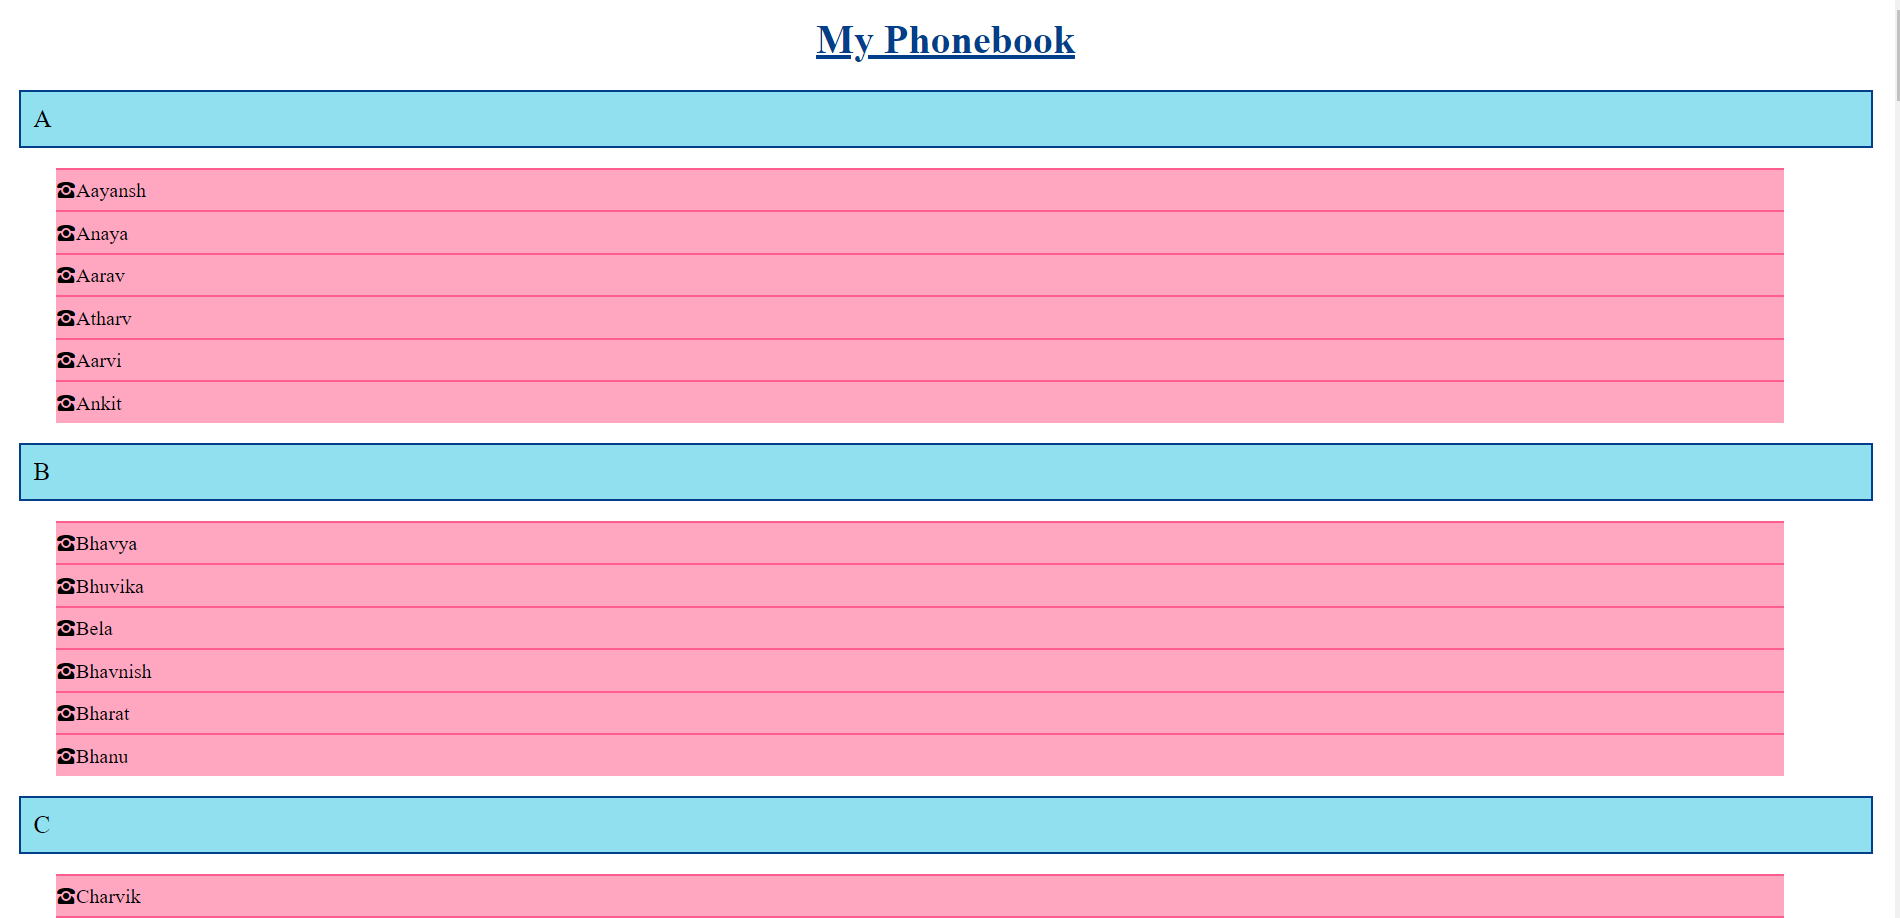 My Phonebook
A
☎Aayansh
☎Anaya
☎Aarav
☎Atharv
☎Aarvi
☎Ankit
B
☎Bhavya
☎Bhuvika
☎Bela
☎Bhavnish
☎Bharat
☎Bhanu
C
☎Charvik